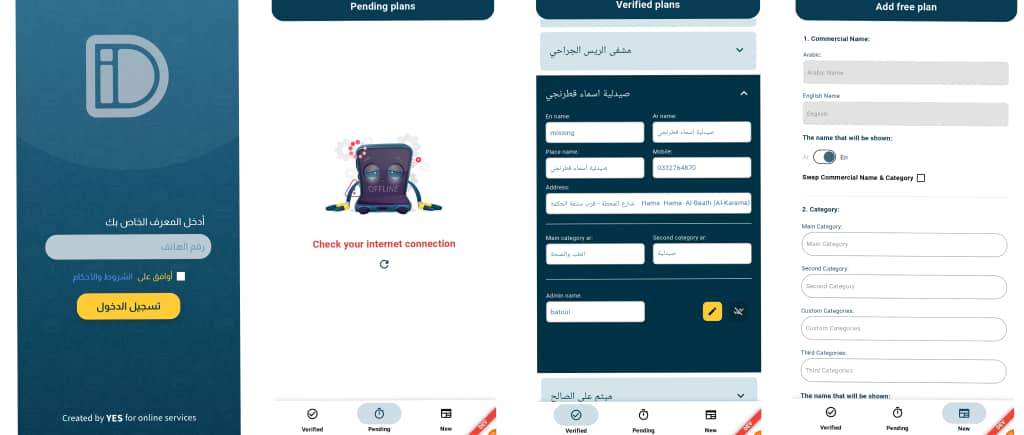 iD
أدخل المعرف الخاص بك
رقم الهاتف
أوافق على الشروط والأحكام
تسجيل الدخول
Created by YES for online services
Pending plans
OFFLINE
Check your internet connection
Verified
Pending
New
DEV
Verified plans
مشفى الريس الجراحي
صيدلية اسماء قطرنجي
En name:
Ar name:
missing
صيدلية اسماء قطرنجي
Place name:
Mobile:
صيدلية اسماء قطرنجي
0332764870
Address:
شارع المحطة - قرب مشفى الحكمة Hama Hama Al-Baath (Al-Karama)
Main category ar:
Second category ar:
الطب والصحة
صيدلية
Admin name:
batoul
ميتم على الصالح
Verified
Pending
New
DEV
Add free plan
1. Commercial Name:
Arabic:
Arabic Name
English Name
English
The name that will be shown:
Ar En
Swap Commercial Name & Category
2. Category:
Main Category:
Main Category
Second Category:
Second Category
Custom Categories:
Custom Categories
Third Categories:
Third Categories
The name that will be shown:
Verified
Pending
New
DEV